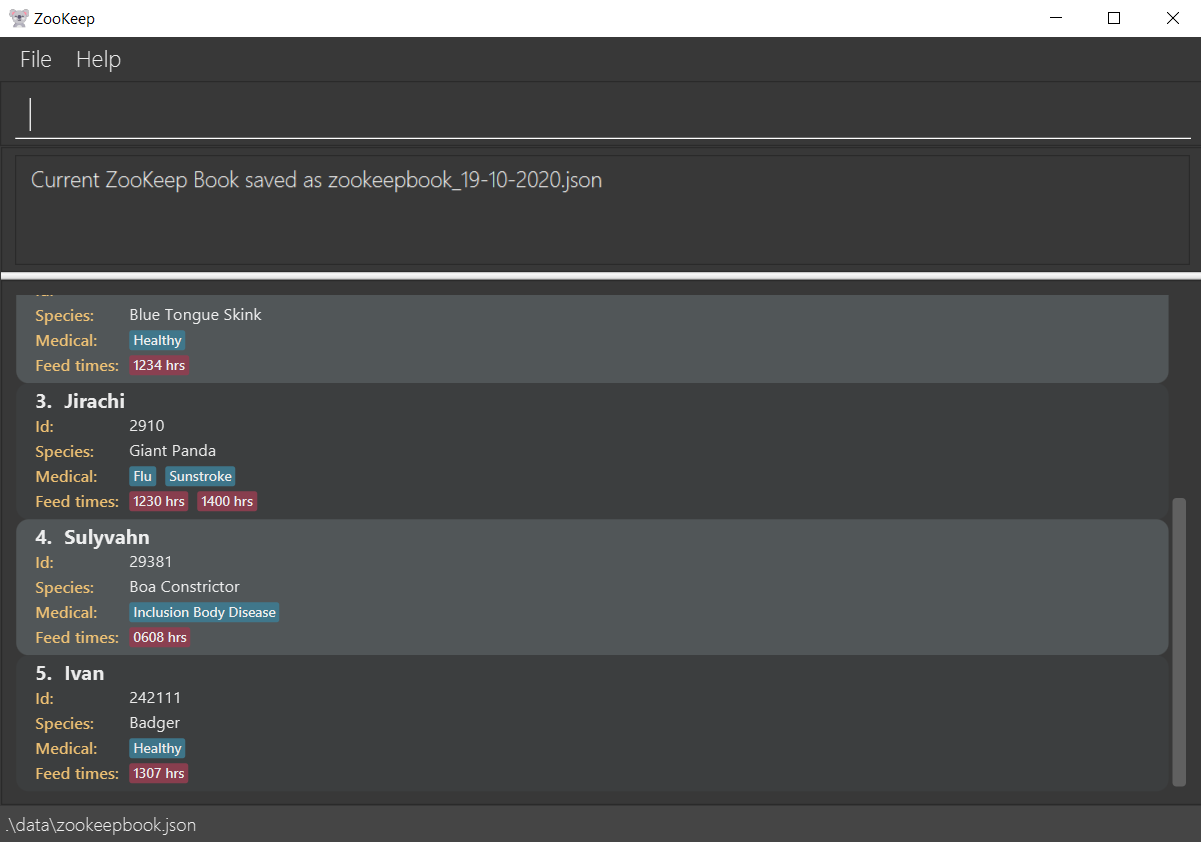 ZooKeep
File Help
Current ZooKeep Book saved as zookeepbook_19-10-2020.json
Species: Blue Tongue Skink
Medical: Healthy
Feed times: 1234 hrs
3. Jirachi
Id: 2910
Species: Giant Panda
Medical: Flu Sunstroke
Feed times: 1230 hrs 1400 hrs
4. Sulyvahn
Id: 29381
Species: Boa Constrictor
Medical: Inclusion Body Disease
Feed times: 0608 hrs
5. Ivan
Id: 242111
Species: Badger
Medical: Healthy
Feed times: 1307 hrs
.\data\zookeepbook.json